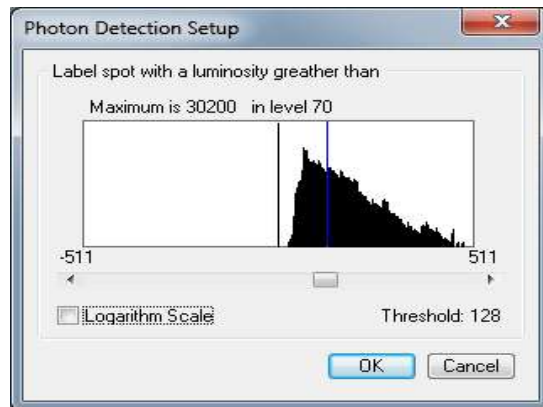 Photon Detection Setup
Label spot with a luminosity greather than
Maximum is 30200 in level 70
-511 511
Logarithm Scale Threshold: 128
OK Cancel